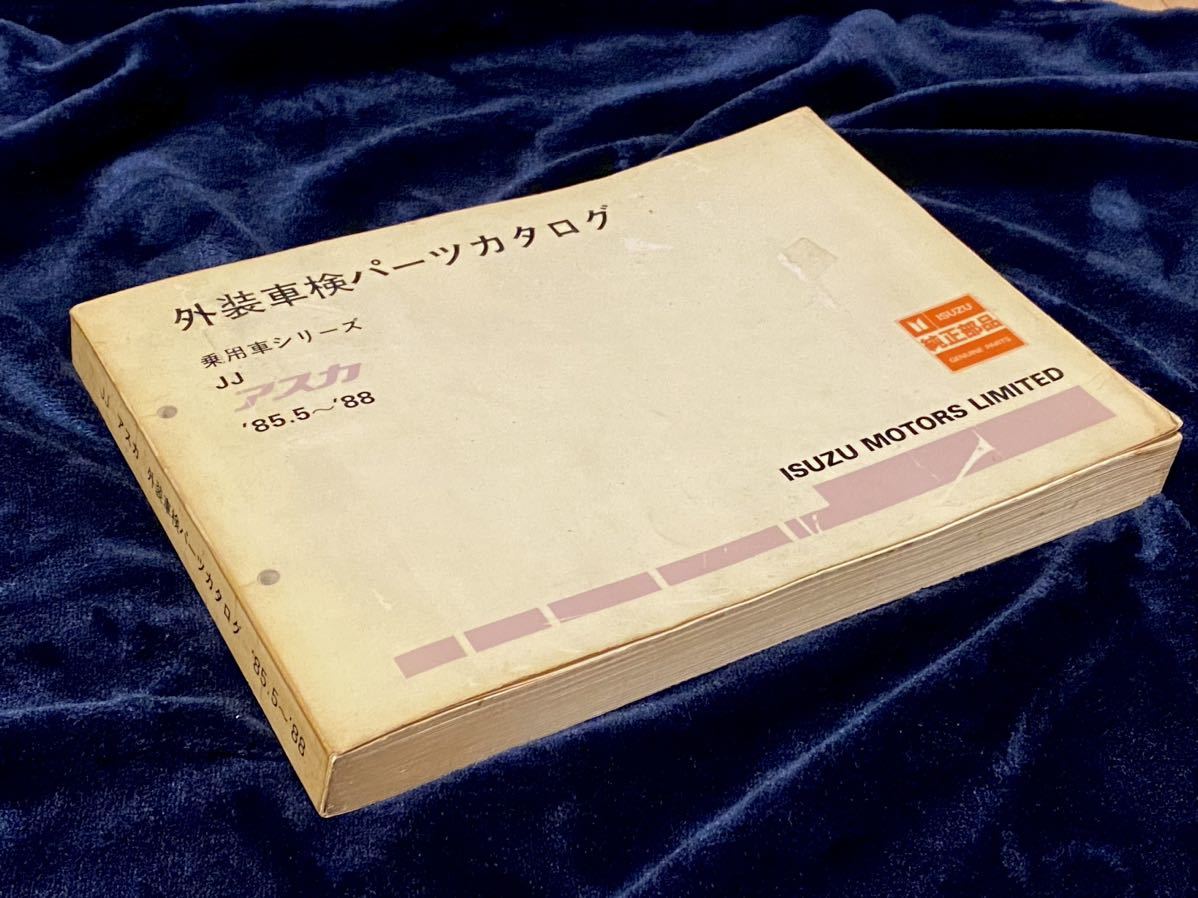 外装車検パーツカタログ
乗用車シリーズ
JJ
アスカ
'85.5〜'88
ISUZU
純正部品
GENUINE PARTS
ISUZU MOTORS LIMITED
JJ アスカ 外装車検パーツカタログ '85.5〜'88